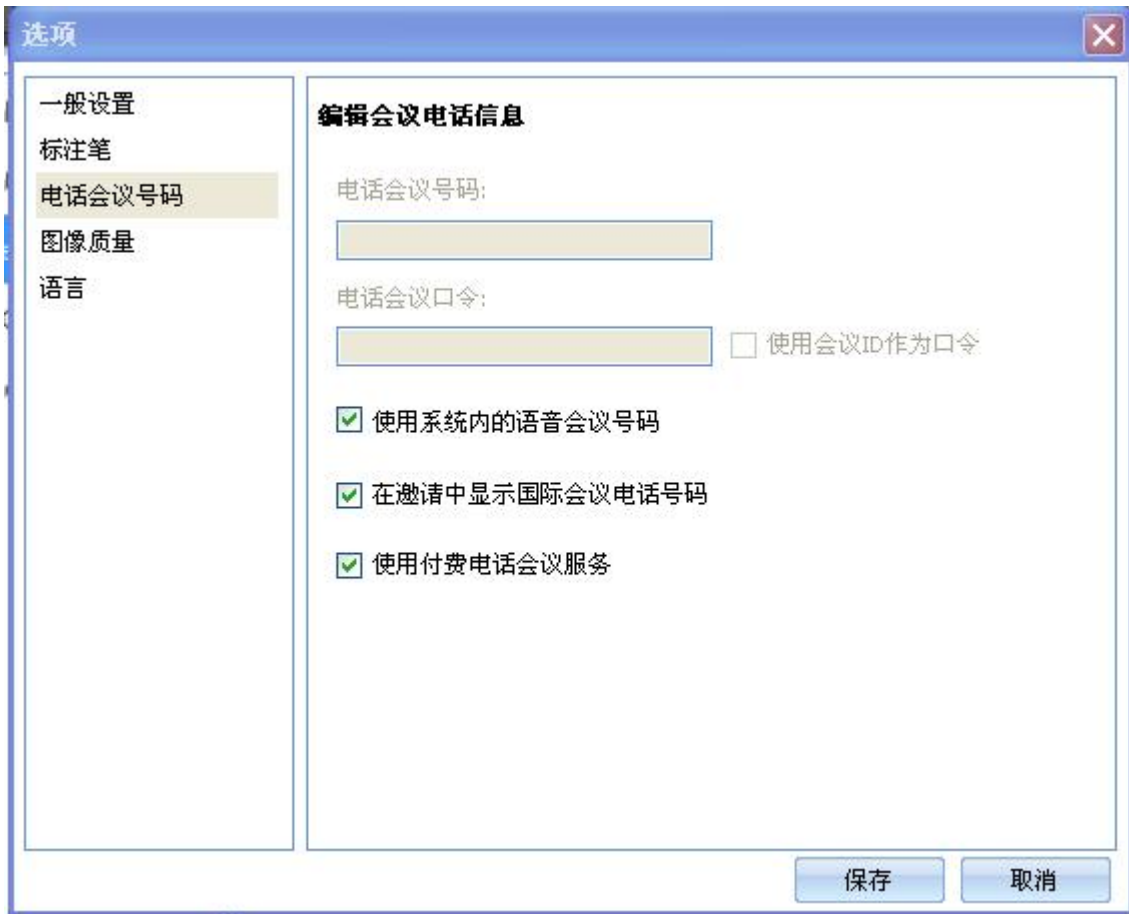 选项
一般设置
标注笔
电话会议号码
图像质量
语言
编辑会议电话信息
电话会议号码:
电话会议口令:
使用会议ID作为口令
使用系统内的语音会议号码
在邀请中显示国际会议电话号码
使用付费电话会议服务
保存
取消